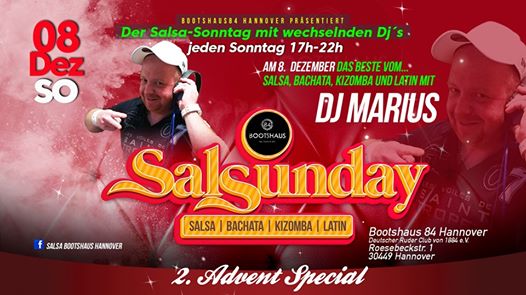 BOOTSHAUS84 HANNOVER PRÄSENTIERT
Der Salsa-Sonntag mit wechselnden Dj´s
jeden Sonntag 17h-22h
08
Dez
SO
AM 8. DEZEMBER DAS BESTE VOM...
SALSA, BACHATA, KIZOMBA UND LATIN MIT
DJ MARIUS
84
BOOTSHAUS
SalSunday
SALSA | BACHATA | KIZOMBA | LATIN
Bootshaus 84 Hannover
Deutscher Ruder Club von 1884 e.V.
Roesebeckstr. 1
30449 Hannover
f SALSA BOOTSHAUS HANNOVER
2. Advent Special